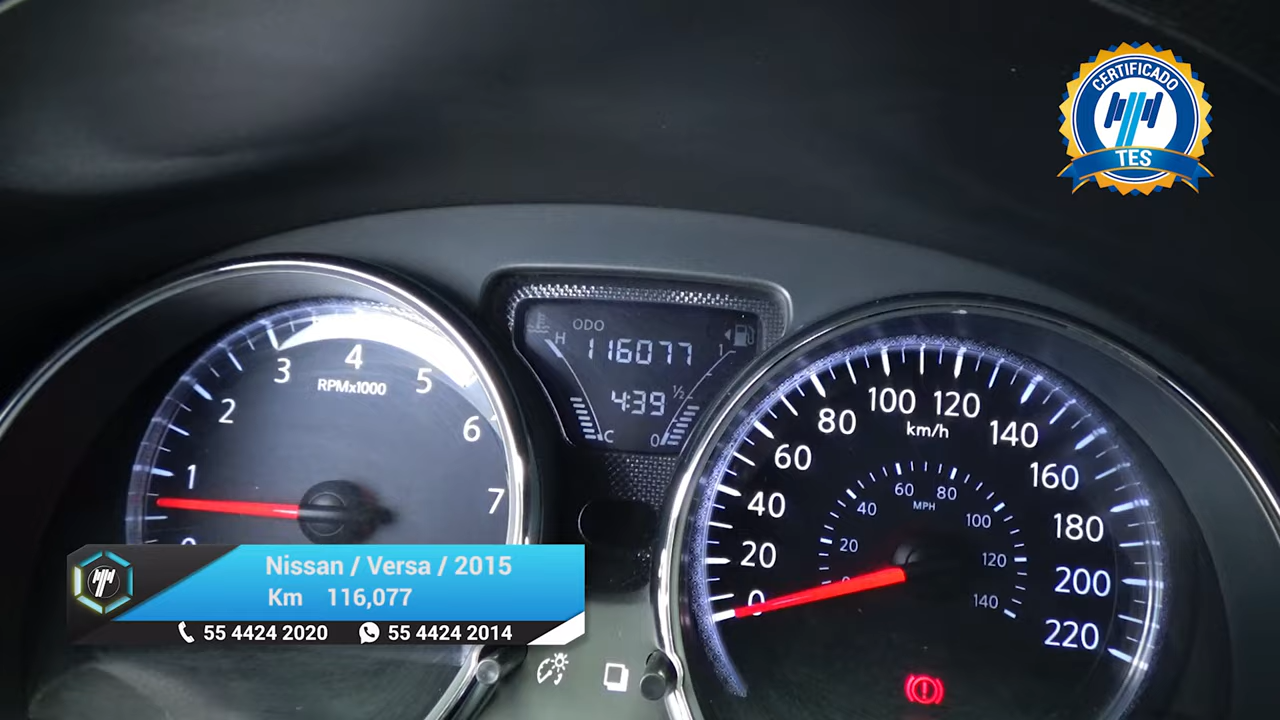 CERTIFICADO
TES
ODO
H
116077
1
4:39
1/2
C
0
RPMx1000
1
2
3
4
5
6
7
km/h
0
20
40
60
80
100
120
140
160
180
200
220
MPH
20
40
60
80
100
120
140
Nissan / Versa / 2015
Km 116,077
55 4424 2020 55 4424 2014